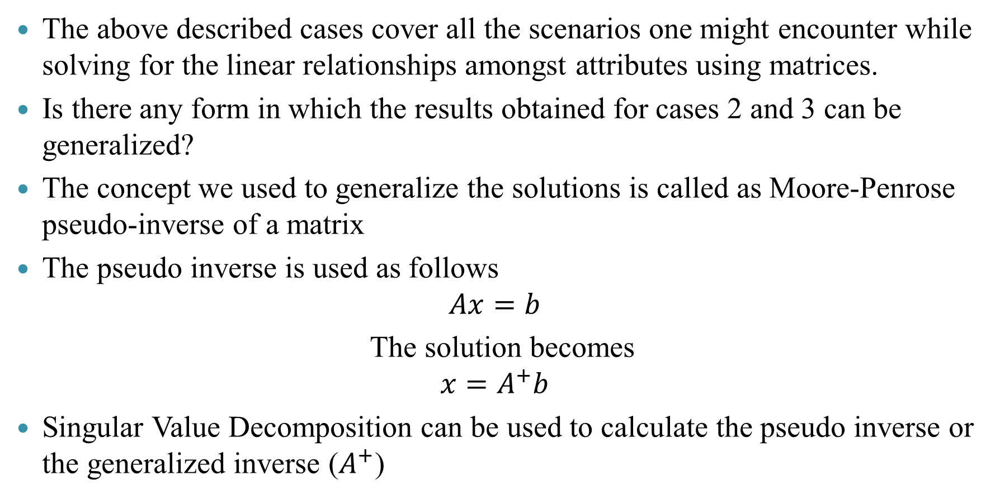 • The above described cases cover all the scenarios one might encounter while
solving for the linear relationships amongst attributes using matrices.
• Is there any form in which the results obtained for cases 2 and 3 can be
generalized?
• The concept we used to generalize the solutions is called as Moore-Penrose
pseudo-inverse of a matrix
• The pseudo inverse is used as follows
Ax = b
The solution becomes
x = A⁺b
• Singular Value Decomposition can be used to calculate the pseudo inverse or
the generalized inverse (A⁺)